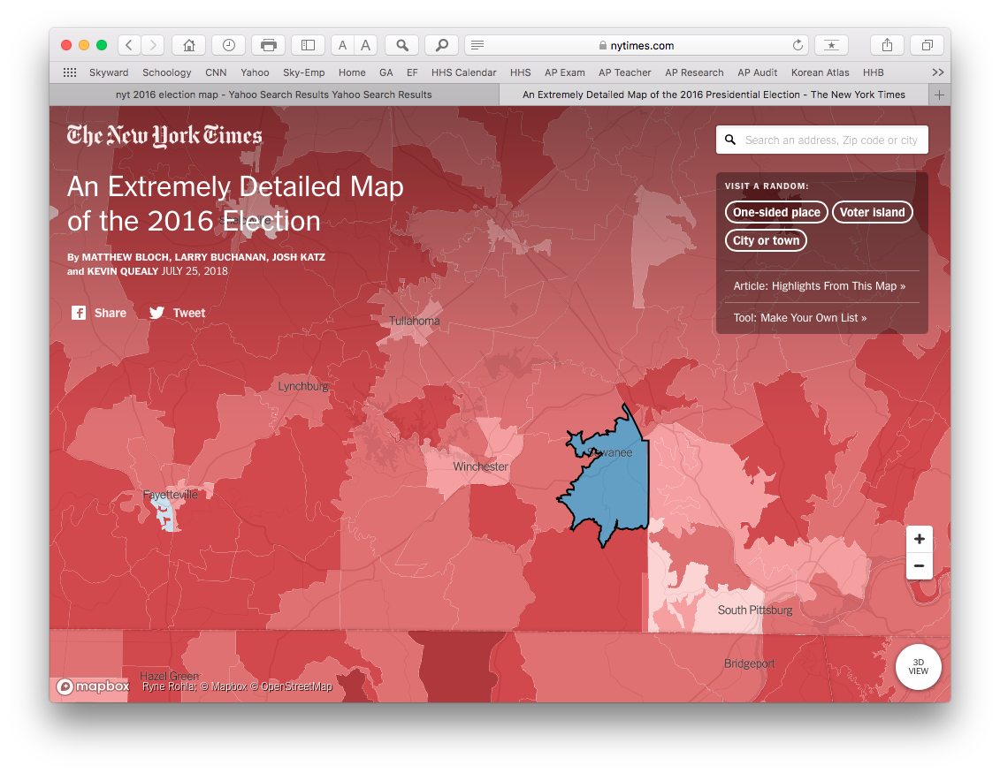 A A
nytimes.com
Skyward Schoology CNN Yahoo Sky-Emp Home GA EF HHS Calendar HHS AP Exam AP Teacher AP Research AP Audit Korean Atlas HHB >>
nyt 2016 election map - Yahoo Search Results Yahoo Search Results
An Extremely Detailed Map of the 2016 Presidential Election - The New York Times
+
The New York Times
Search an address, Zip code or city
An Extremely Detailed Map
of the 2016 Election
By MATTHEW BLOCH, LARRY BUCHANAN, JOSH KATZ
and KEVIN QUEALY JULY 25, 2018
Share Tweet
VISIT A RANDOM:
One-sided place Voter island
City or town
Article: Highlights From This Map »
Tool: Make Your Own List »
Tullahoma
Lynchburg
Sewanee
Winchester
Fayetteville
+
−
South Pittsburg
Bridgeport
3D
VIEW
Hazel Green
mapbox
Ryne Rohla; © Mapbox © OpenStreetMap